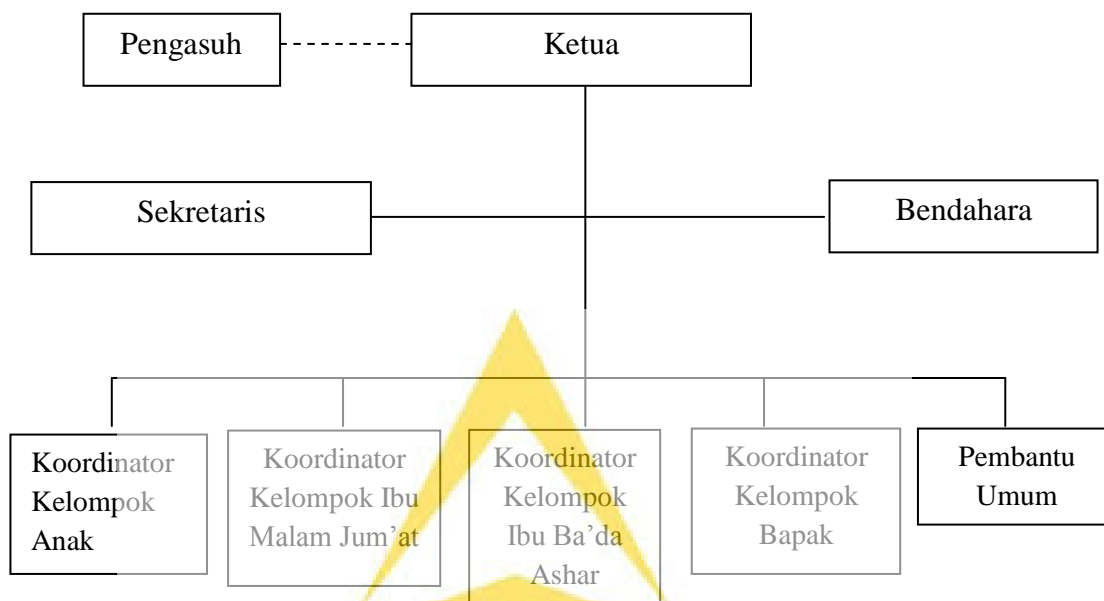 Pengasuh
Ketua
Sekretaris
Bendahara
Koordinator
Kelompok
Anak
Koordinator
Kelompok Ibu
Malam Jum’at
Koordinator
Kelompok
Ibu Ba’da
Ashar
Koordinator
Kelompok
Bapak
Pembantu
Umum